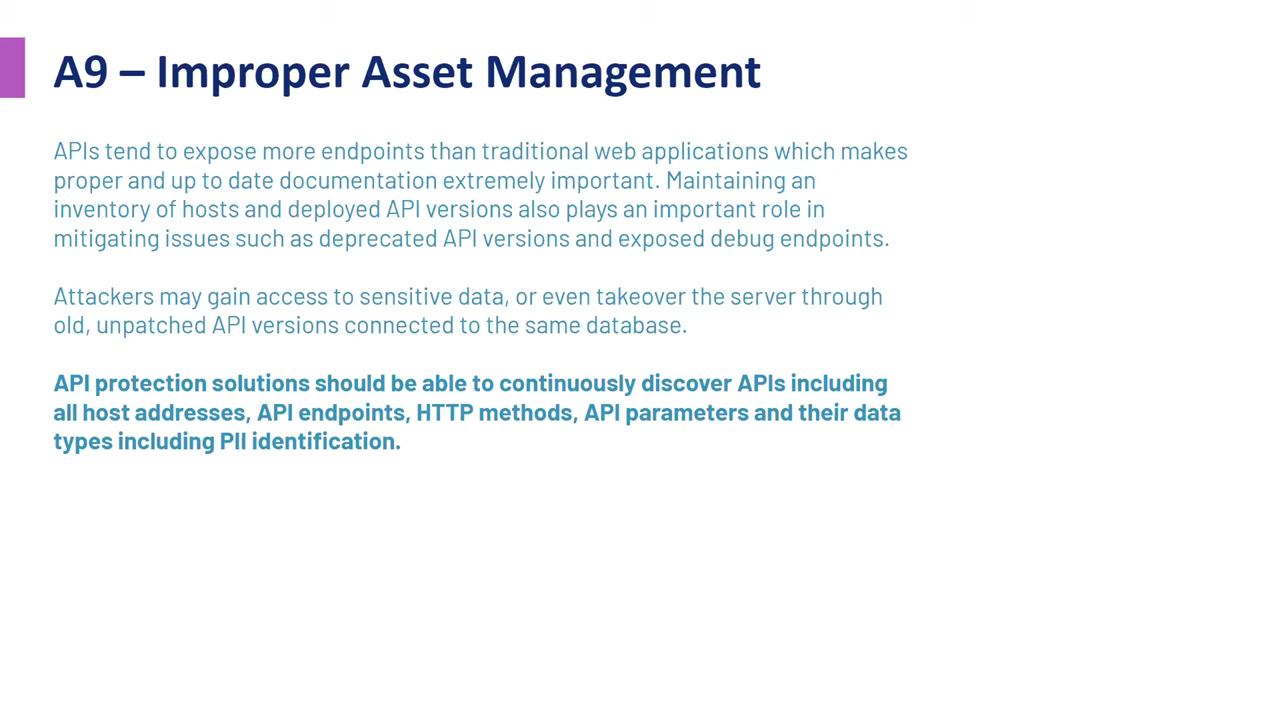 A9 – Improper Asset Management
APIs tend to expose more endpoints than traditional web applications which makes
proper and up to date documentation extremely important. Maintaining an
inventory of hosts and deployed API versions also plays an important role in
mitigating issues such as deprecated API versions and exposed debug endpoints.
Attackers may gain access to sensitive data, or even takeover the server through
old, unpatched API versions connected to the same database.
API protection solutions should be able to continuously discover APIs including
all host addresses, API endpoints, HTTP methods, API parameters and their data
types including PII identification.